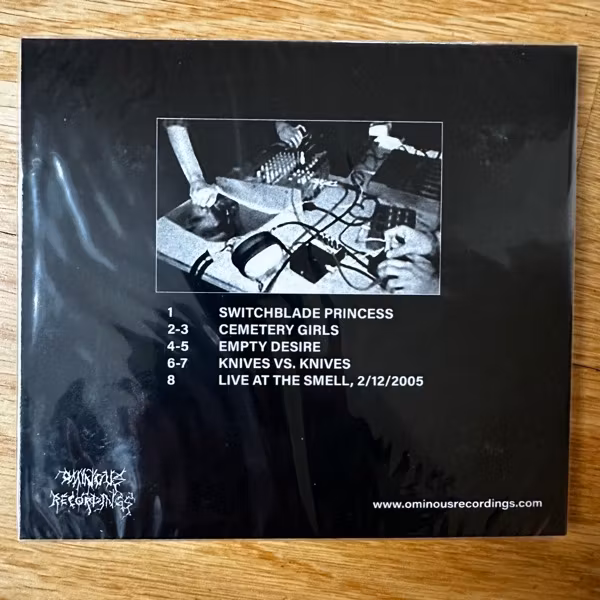 1 SWITCHBLADE PRINCESS
2-3 CEMETERY GIRLS
4-5 EMPTY DESIRE
6-7 KNIVES VS. KNIVES
8 LIVE AT THE SMELL, 2/12/2005
OMINOUS
RECORDINGS
www.ominousrecordings.com